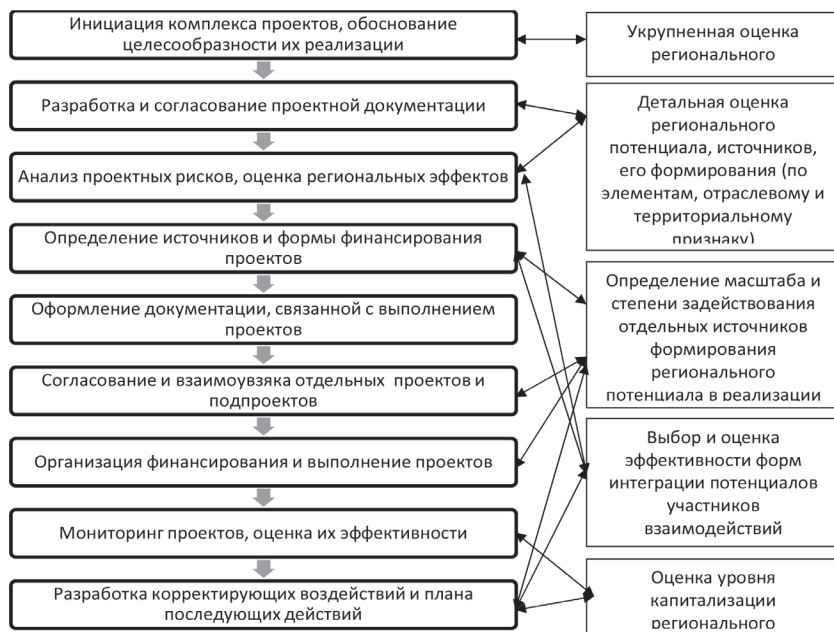 Инициация комплекса проектов, обоснование
целесообразности их реализации
Разработка и согласование проектной документации
Анализ проектных рисков, оценка региональных эффектов
Определение источников и формы финансирования
проектов
Оформление документации, связанной с выполнением
проектов
Согласование и взаимоувязка отдельных проектов и
подпроектов
Организация финансирования и выполнение проектов
Мониторинг проектов, оценка их эффективности
Разработка корректирующих воздействий и плана
последующих действий
Укрупненная оценка
регионального
Детальная оценка
регионального
потенциала, источников,
его формирования (по
элементам, отраслевому и
территориальному
признаку)
Определение масштаба и
степени задействования
отдельных источников
формирования
регионального
потенциала в реализации
Выбор и оценка
эффективности форм
интеграции потенциалов
участников
взаимодействий
Оценка уровня
капитализации
регионального